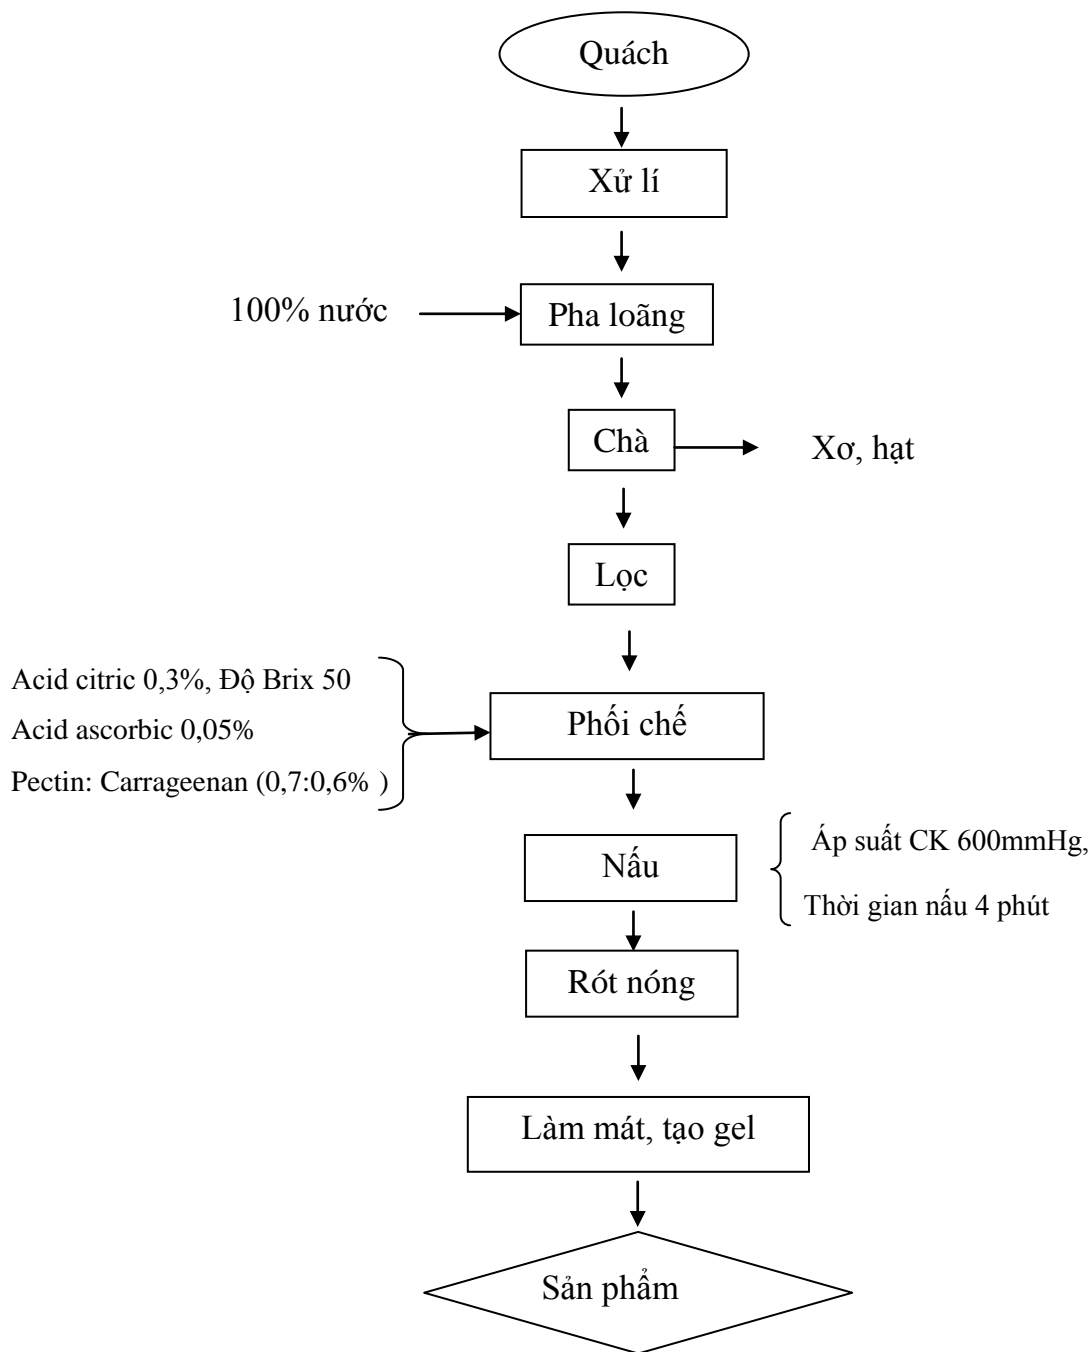 Quách
Xử lí
100% nước
Pha loãng
Chà
Xơ, hạt
Lọc
Acid citric 0,3%, Độ Brix 50
Acid ascorbic 0,05%
Pectin: Carrageenan (0,7:0,6% )
Phối chế
Nấu
Áp suất CK 600mmHg,
Thời gian nấu 4 phút
Rót nóng
Làm mát, tạo gel
Sản phẩm